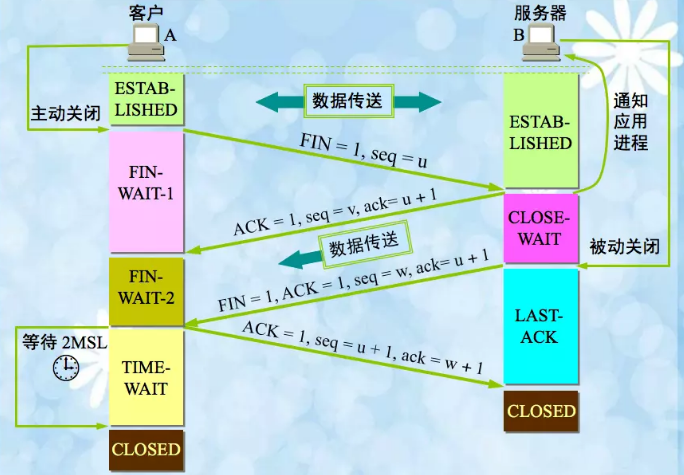 客户
A
服务器
B
ESTAB-
LISHED
数据传送
主动关闭
ESTAB-
LISHED
通知
应用
进程
FIN = 1, seq = u
FIN-
WAIT-1
ACK = 1, seq = v, ack= u + 1
CLOSE-
WAIT
数据传送
被动关闭
FIN = 1, ACK = 1, seq = w, ack= u + 1
FIN-
WAIT-2
ACK = 1, seq = u + 1, ack = w + 1
LAST-
ACK
等待 2MSL
TIME-
WAIT
CLOSED
CLOSED